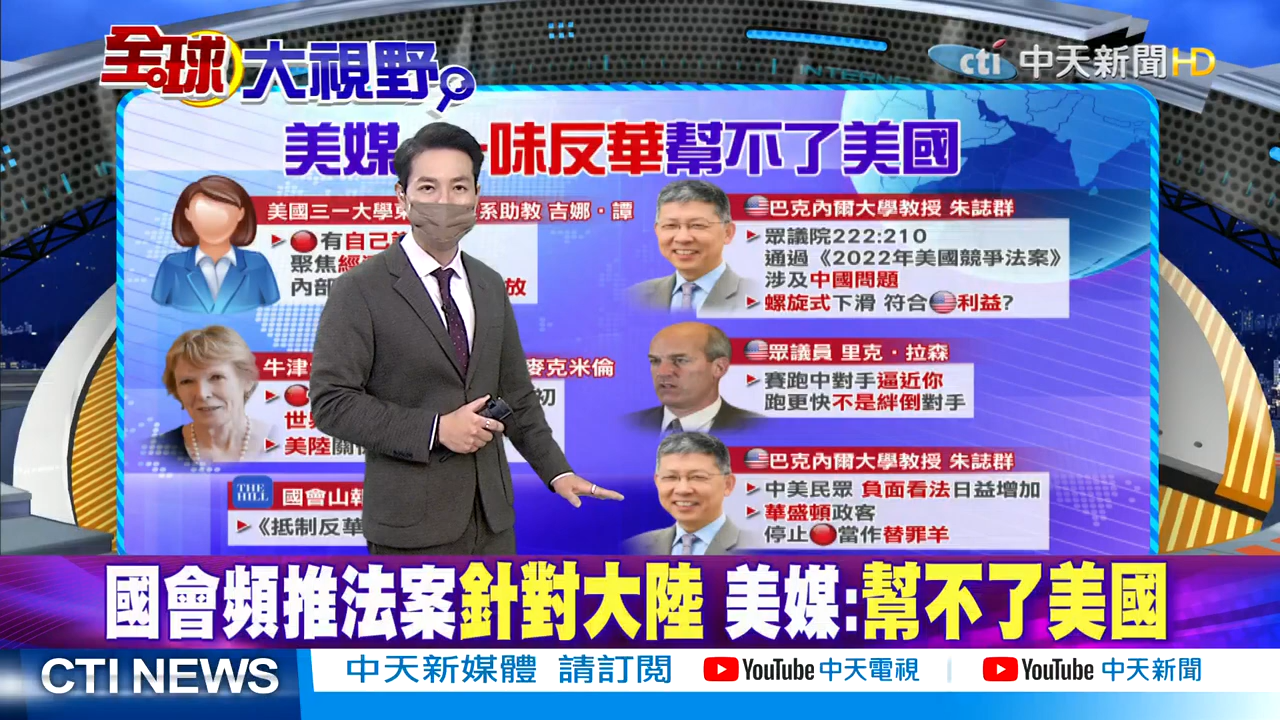 全球大視野
cti 中天新聞HD
INTERN
美媒 味反華幫不了美國
美國三一大學 系助教 吉娜·譚
有自己
聚焦經
內部 放
牛津 麥克米倫
初
世
美陸關
THE HILL 國會山
《抵制反華
巴克內爾大學教授 朱誌群
眾議院222:210
通過《2022年美國競爭法案》
涉及中國問題
螺旋式下滑 符合 利益?
眾議員 里克·拉森
賽跑中對手逼近你
跑更快不是絆倒對手
巴克內爾大學教授 朱誌群
中美民眾 負面看法日益增加
華盛頓政客
停止 當作替罪羊
國會頻推法案針對大陸 美媒:幫不了美國
CTI NEWS 中天新媒體 請訂閱 YouTube 中天電視 YouTube 中天新聞